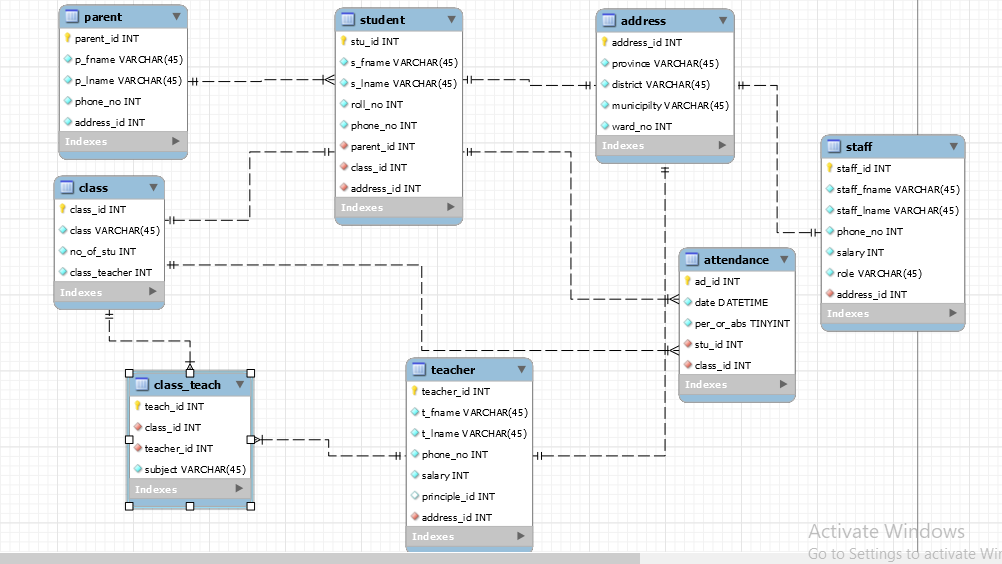 parent
parent_id INT
p_fname VARCHAR(45)
p_lname VARCHAR(45)
phone_no INT
address_id INT
Indexes
student
stu_id INT
s_fname VARCHAR(45)
s_lname VARCHAR(45)
roll_no INT
phone_no INT
parent_id INT
class_id INT
address_id INT
Indexes
address
address_id INT
province VARCHAR(45)
district VARCHAR(45)
municipilty VARCHAR(45)
ward_no INT
Indexes
staff
staff_id INT
staff_fname VARCHAR(45)
staff_lname VARCHAR(45)
phone_no INT
salary INT
role VARCHAR(45)
address_id INT
Indexes
class
class_id INT
class VARCHAR(45)
no_of_stu INT
class_teacher INT
Indexes
attendance
ad_id INT
date DATETIME
per_or_abs TINYINT
stu_id INT
class_id INT
Indexes
class_teach
teach_id INT
class_id INT
teacher_id INT
subject VARCHAR(45)
Indexes
teacher
teacher_id INT
t_fname VARCHAR(45)
t_lname VARCHAR(45)
phone_no INT
salary INT
principle_id INT
address_id INT
Indexes
Activate Windows
Go to Settings to activate Win